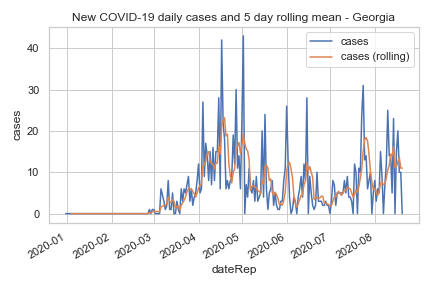 New COVID-19 daily cases and 5 day rolling mean - Georgia
cases
cases (rolling)
40
30
20
10
0
cases
2020-01
2020-02
2020-03
2020-04
2020-05
2020-06
2020-07
2020-08
dateRep